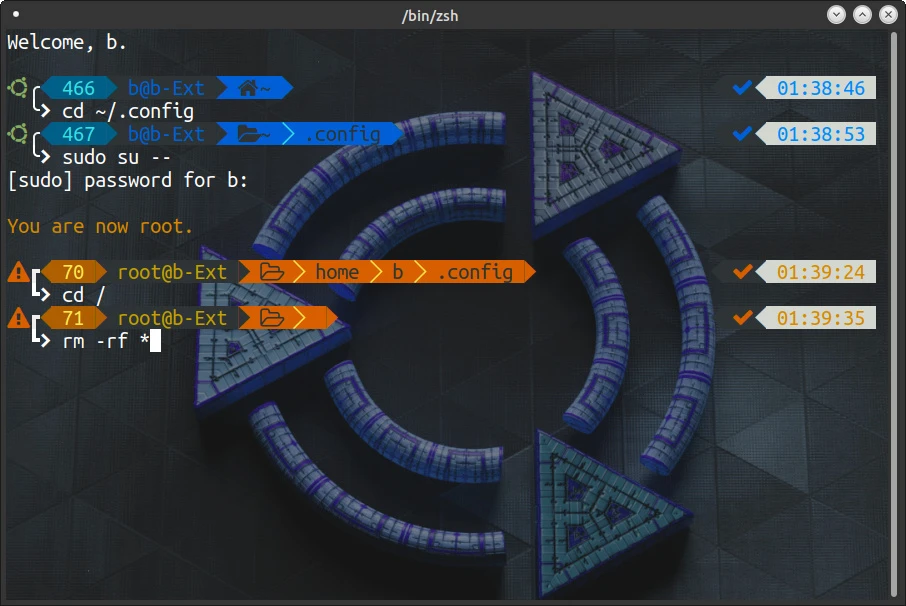 /bin/zsh
Welcome, b.
466 b@b-Ext ~ ✔ 01:38:46
cd ~/.config
467 b@b-Ext ~ .config ✔ 01:38:53
sudo su --
[sudo] password for b:
You are now root.
70 root@b-Ext home b .config ✔ 01:39:24
cd /
71 root@b-Ext ✔ 01:39:35
rm -rf *